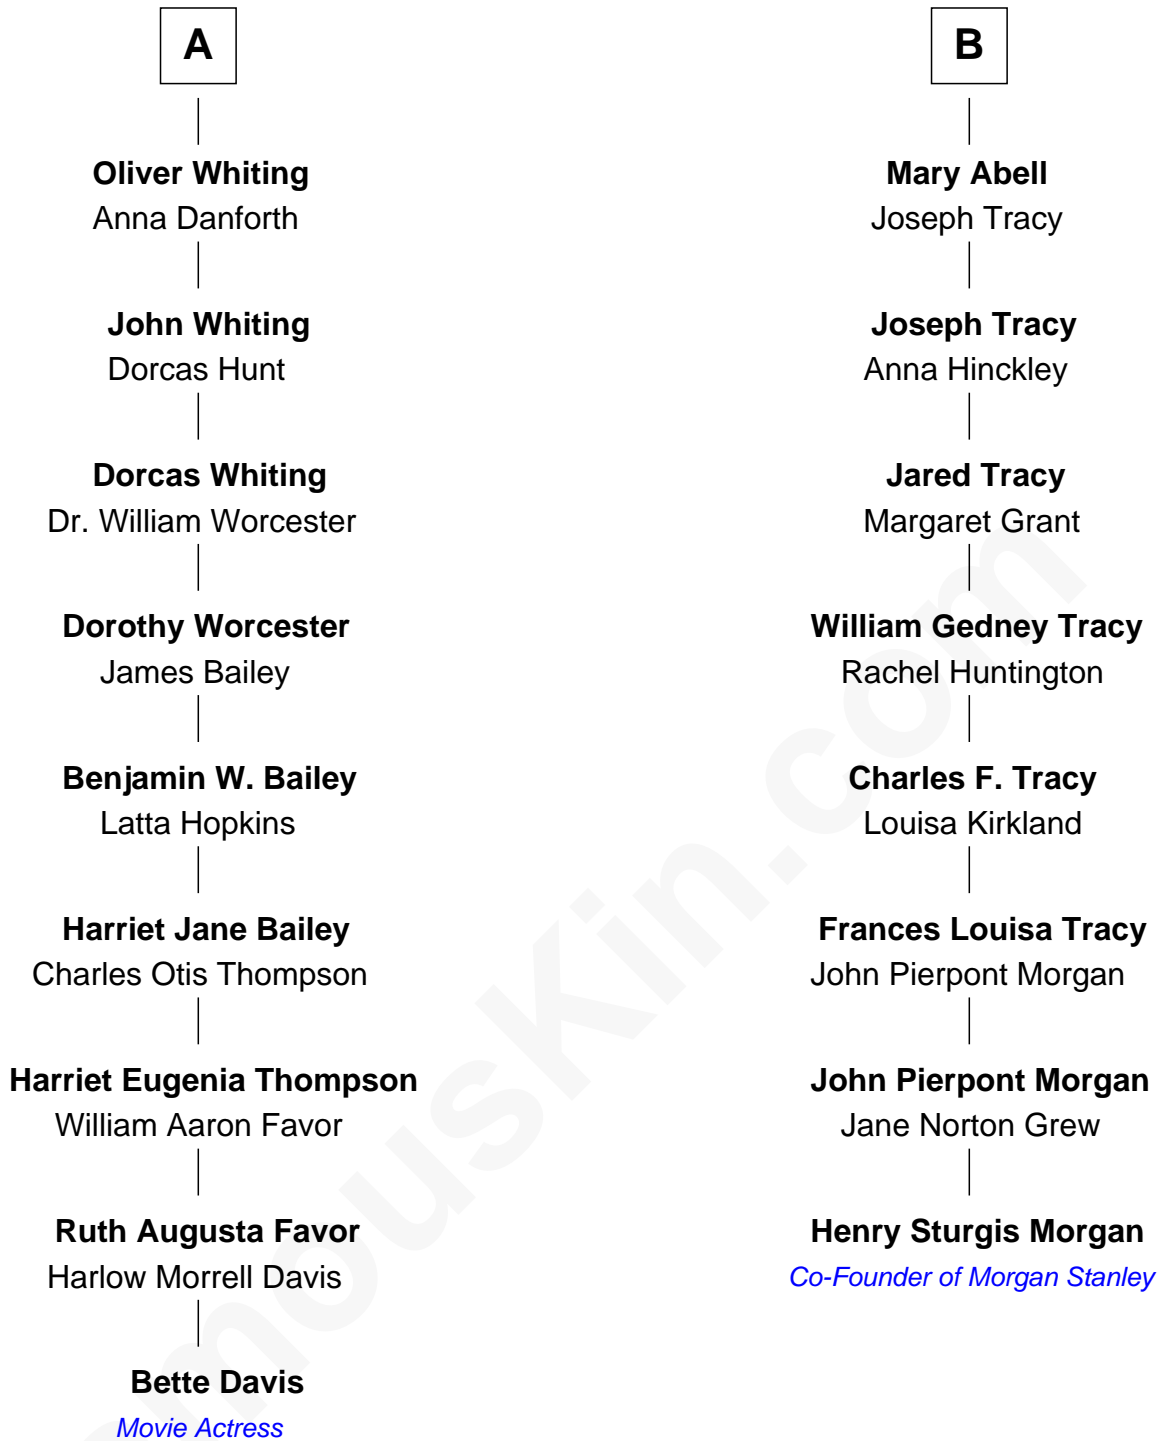 A
Oliver Whiting
Anna Danforth
John Whiting
Dorcas Hunt
Dorcas Whiting
Dr. William Worcester
Dorothy Worcester
James Bailey
Benjamin W. Bailey
Latta Hopkins
Harriet Jane Bailey
Charles Otis Thompson
Harriet Eugenia Thompson
William Aaron Favor
Ruth Augusta Favor
Harlow Morrell Davis
Bette Davis
Movie Actress
B
Mary Abell
Joseph Tracy
Joseph Tracy
Anna Hinckley
Jared Tracy
Margaret Grant
William Gedney Tracy
Rachel Huntington
Charles F. Tracy
Louisa Kirkland
Frances Louisa Tracy
John Pierpont Morgan
John Pierpont Morgan
Jane Norton Grew
Henry Sturgis Morgan
Co-Founder of Morgan Stanley
mousKin.com